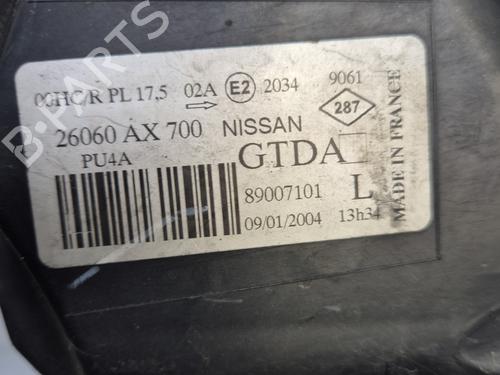 00HC/R PL 17,5 02A E2 2034 9061
287
26060 AX 700 NISSAN
PU4A
GTDA
89007101 L
09/01/2004 13h34
MADE IN FRANCE
B-PARTS